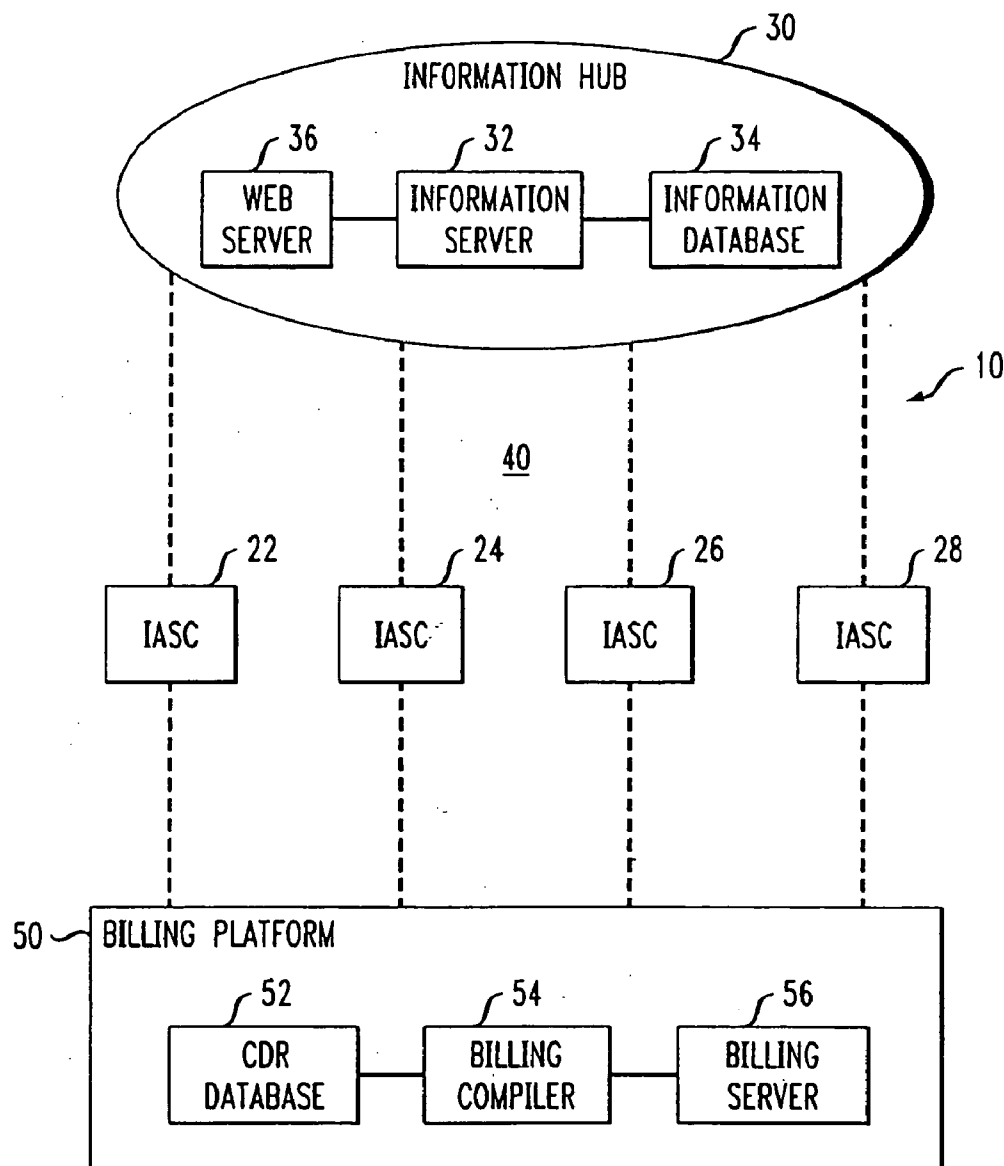 30
INFORMATION HUB
36
32
34
WEB
SERVER
INFORMATION
SERVER
INFORMATION
DATABASE
10
40
22
24
26
28
IASC
IASC
IASC
IASC
50
BILLING PLATFORM
52
54
56
CDR
DATABASE
BILLING
COMPILER
BILLING
SERVER